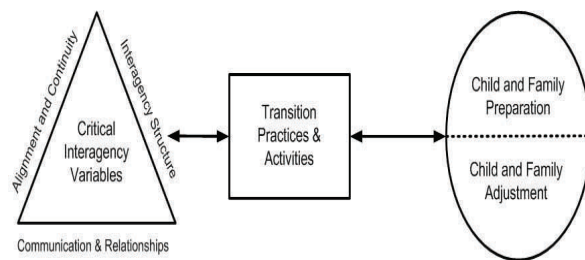 Alignment and Continuity
Interagency Structure
Critical
Interagency
Variables
Communication & Relationships
Transition
Practices &
Activities
Child and Family
Preparation
Child and Family
Adjustment